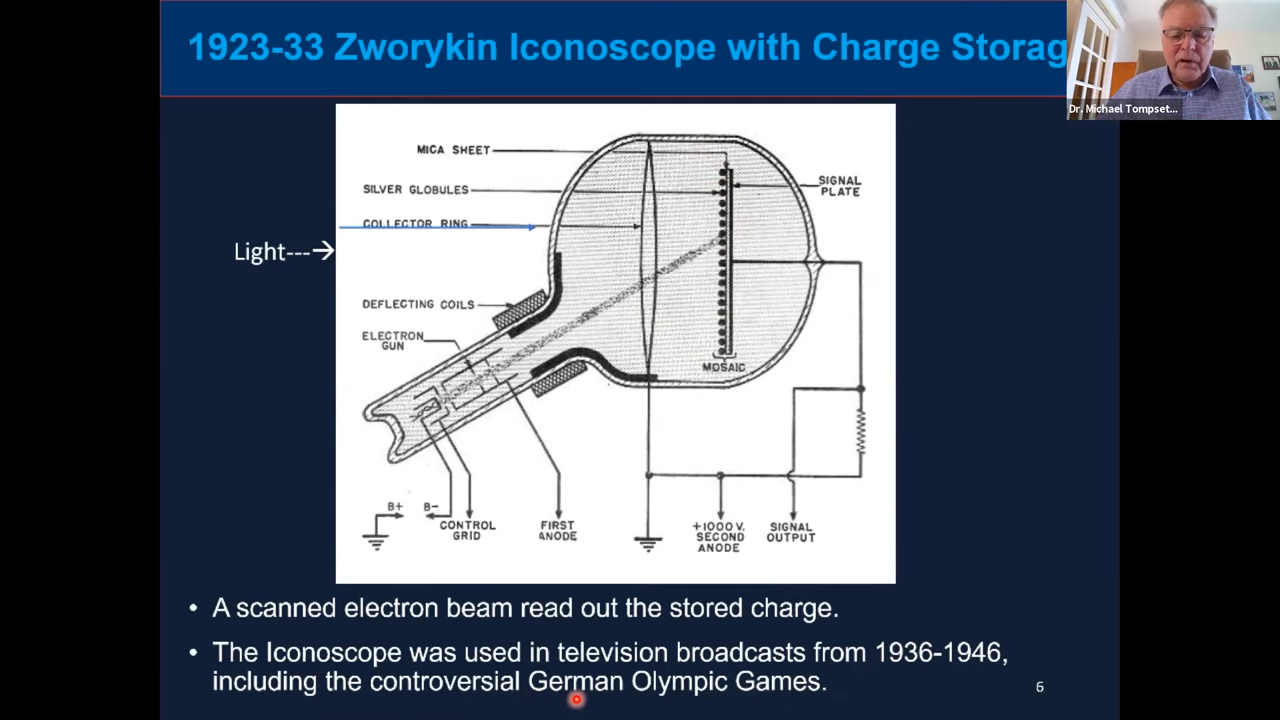 1923-33 Zworykin Iconoscope with Charge Storag
Dr. Michael Tompset...
MICA SHEET
SILVER GLOBULES
SIGNAL
PLATE
COLLECTOR RING
Light--->
DEFLECTING COILS
ELECTRON
GUN
MOSAIC
B+ B-
CONTROL
GRID
FIRST
ANODE
+1000 V.
SECOND
ANODE
SIGNAL
OUTPUT
• A scanned electron beam read out the stored charge.
• The Iconoscope was used in television broadcasts from 1936-1946,
including the controversial German Olympic Games.
6